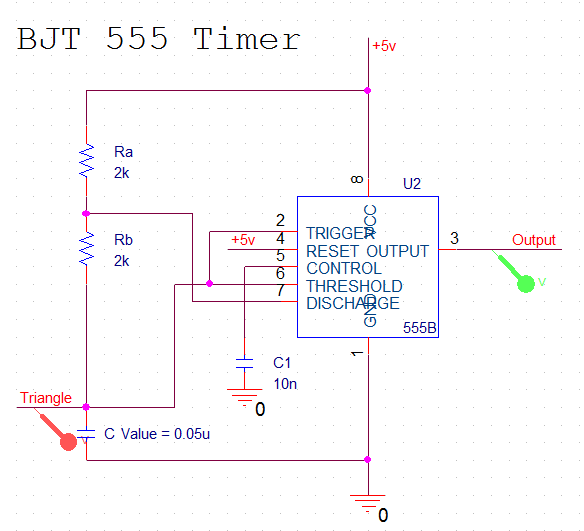 BJT 555 Timer
+5v
Ra
2k
8
U2
VCC
Rb
2k
2
TRIGGER
+5v
4
RESET
OUTPUT
3
Output
5
CONTROL
6
THRESHOLD
7
DISCHARGE
GND
555B
1
C1
10n
0
Triangle
C Value = 0.05u
V
V
0